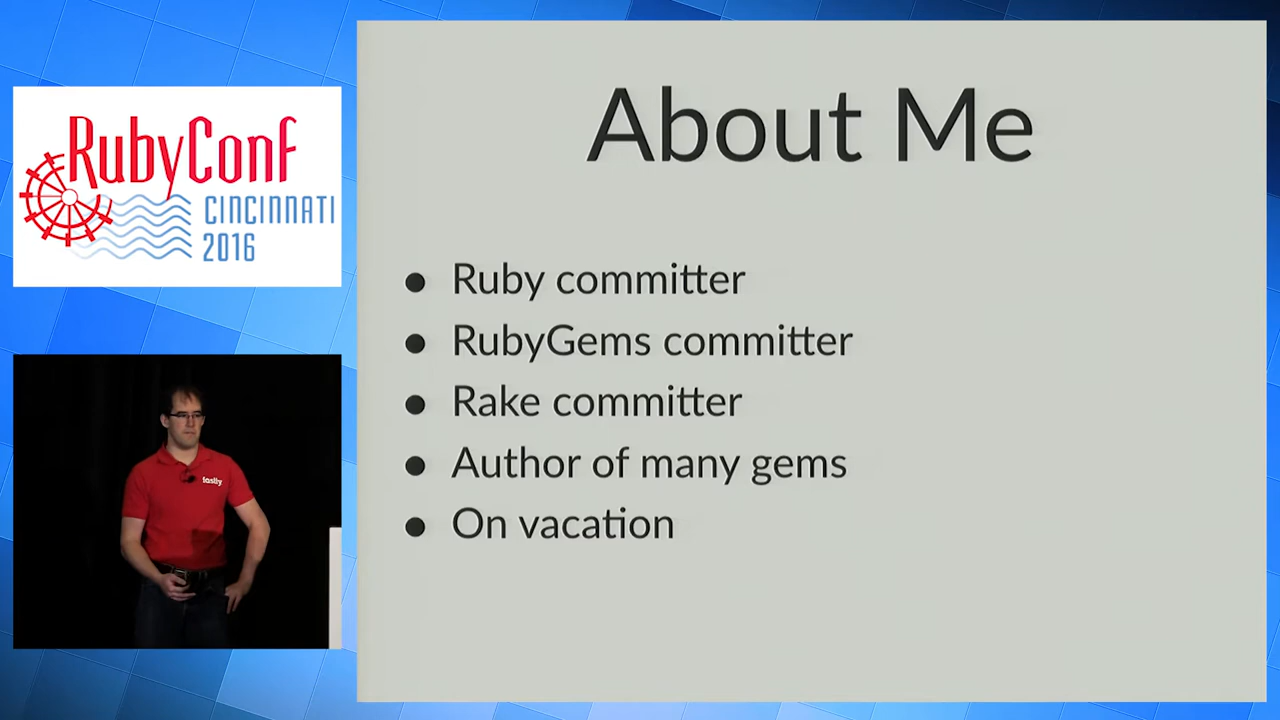 RubyConf
CINCINNATI
2016
fastly
About Me
● Ruby committer
● RubyGems committer
● Rake committer
● Author of many gems
● On vacation